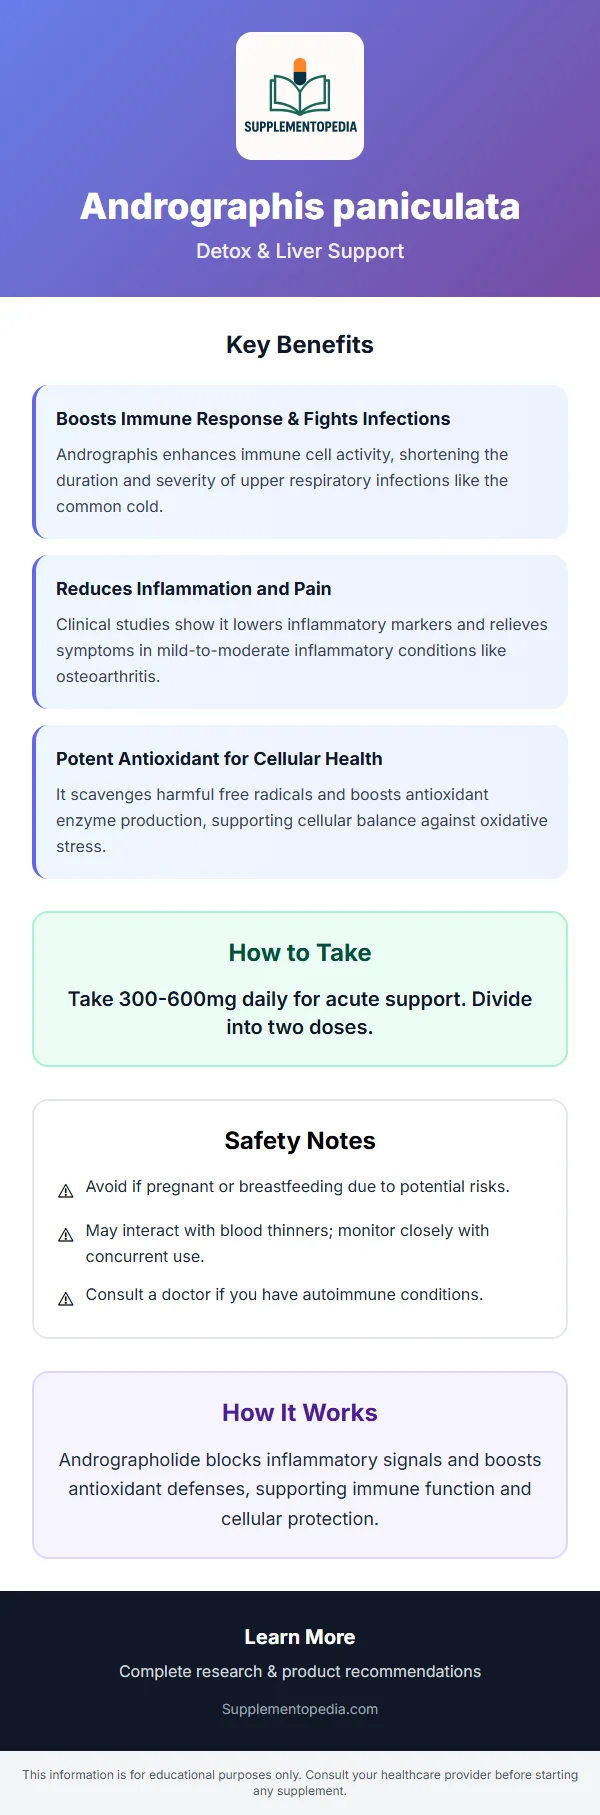 SUPPLEMENTOPEDIA
Andrographis paniculata
Detox & Liver Support
Key Benefits
Boosts Immune Response & Fights Infections
Andrographis enhances immune cell activity, shortening the
duration and severity of upper respiratory infections like the
common cold.
Reduces Inflammation and Pain
Clinical studies show it lowers inflammatory markers and relieves
symptoms in mild-to-moderate inflammatory conditions like
osteoarthritis.
Potent Antioxidant for Cellular Health
It scavenges harmful free radicals and boosts antioxidant
enzyme production, supporting cellular balance against oxidative
stress.
How to Take
Take 300-600mg daily for acute support. Divide
into two doses.
Safety Notes
Avoid if pregnant or breastfeeding due to potential risks.
May interact with blood thinners; monitor closely with
concurrent use.
Consult a doctor if you have autoimmune conditions.
How It Works
Andrographolide blocks inflammatory signals and boosts
antioxidant defenses, supporting immune function and
cellular protection.
Learn More
Complete research & product recommendations
Supplementopedia.com
This information is for educational purposes only. Consult your healthcare provider before starting
any supplement.